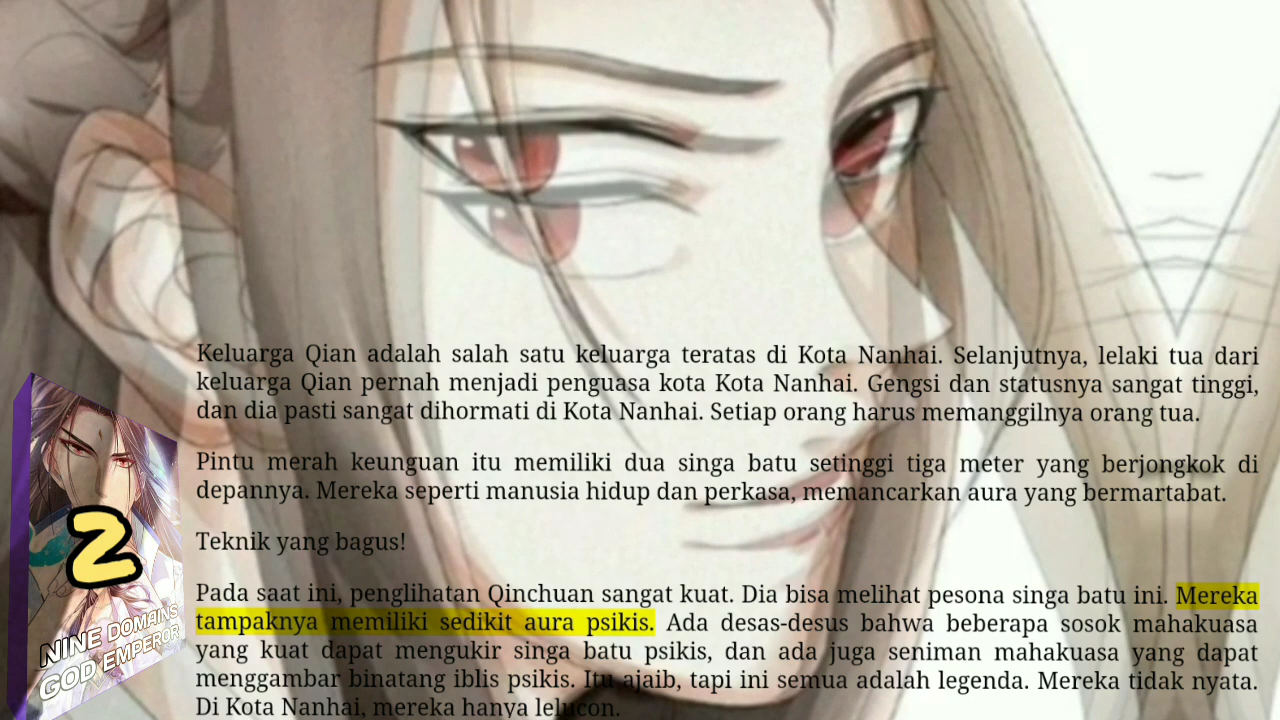 Keluarga Qian adalah salah satu keluarga teratas di Kota Nanhai. Selanjutnya, lelaki tua dari
keluarga Qian pernah menjadi penguasa kota Kota Nanhai. Gengsi dan statusnya sangat tinggi,
dan dia pasti sangat dihormati di Kota Nanhai. Setiap orang harus memanggilnya orang tua.
Pintu merah keunguan itu memiliki dua singa batu setinggi tiga meter yang berjongkok di
depannya. Mereka seperti manusia hidup dan perkasa, memancarkan aura yang bermartabat.
Teknik yang bagus!
Pada saat ini, penglihatan Qinchuan sangat kuat. Dia bisa melihat pesona singa batu ini. Mereka
tampaknya memiliki sedikit aura psikis. Ada desas-desus bahwa beberapa sosok mahakuasa
yang kuat dapat mengukir singa batu psikis, dan ada juga seniman mahakuasa yang dapat
menggambar binatang iblis psikis. Itu ajaib, tapi ini semua adalah legenda. Mereka tidak nyata.
Di Kota Nanhai, mereka hanya lelucon.
2
NINE DOMAINS
GOD EMPEROR